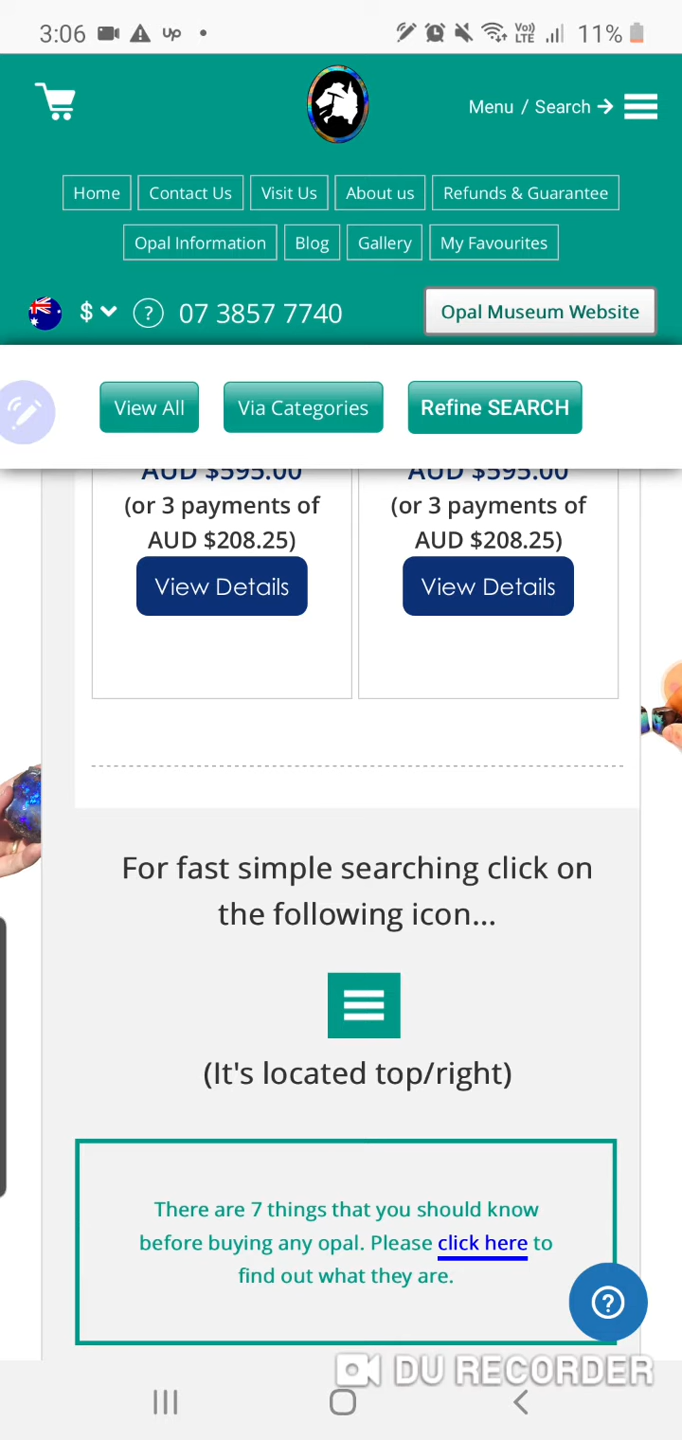 3:06 up 11%
Vo)) LTE
Menu / Search
Home Contact Us Visit Us About us Refunds & Guarantee
Opal Information Blog Gallery My Favourites
$ ? 07 3857 7740 Opal Museum Website
View All Via Categories Refine SEARCH
AUD $595.00 AUD $595.00
(or 3 payments of (or 3 payments of
AUD $208.25) AUD $208.25)
View Details View Details
For fast simple searching click on
the following icon...
(It's located top/right)
There are 7 things that you should know
before buying any opal. Please click here to
find out what they are.
?
DU RECORDER